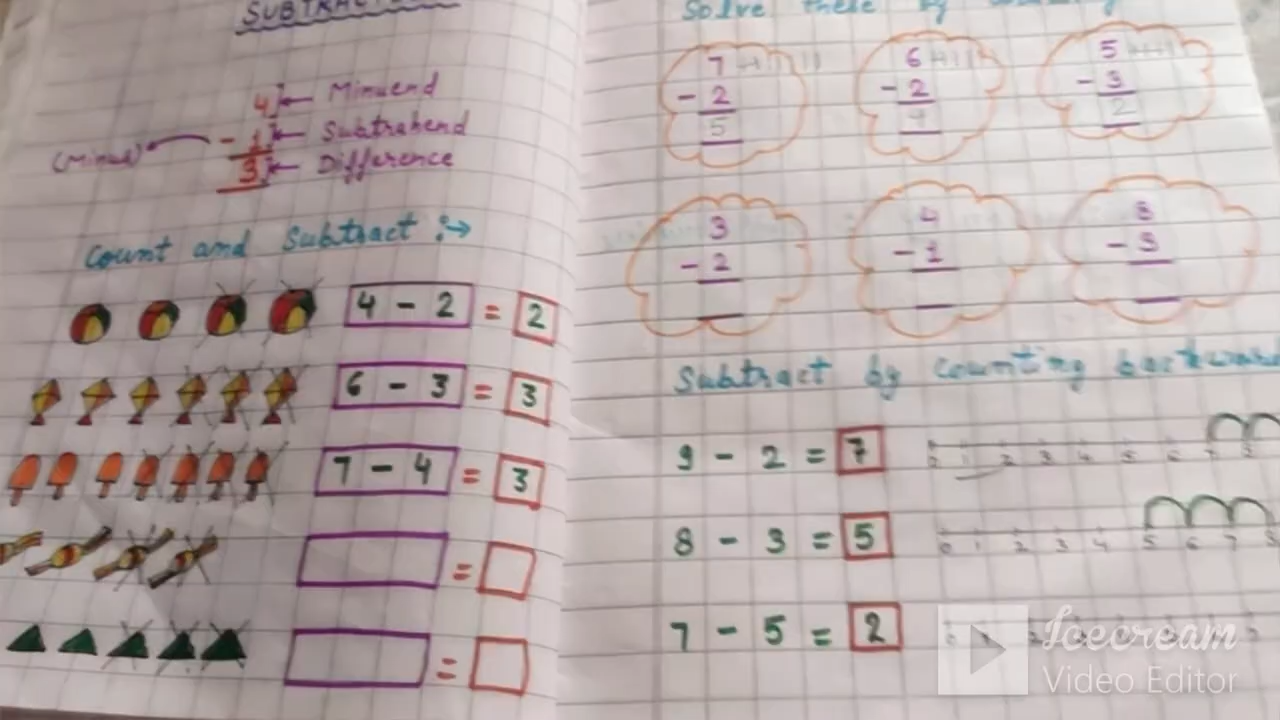 SUBTRACT
4 ← Minuend
(Minus) - 1 ← Subtrahend
3 ← Difference
Count and Subtract :→
4 - 2 = 2
6 - 3 = 3
7 - 4 = 3
=
=
Solve these by
7
- 2
5
6
- 2
4
5
- 3
2
3
- 2
4
- 1
- 3
Subtract by counting backward
9 - 2 = 7
0 1 2 3 4 5 6 7 8
8 - 3 = 5
0 1 2 3 4 5 6 7 8
7 - 5 = 2
Icecream
Video Editor